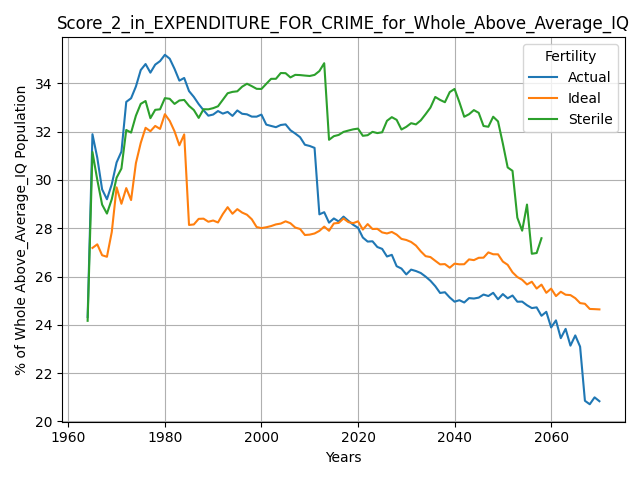 Score_2_in_EXPENDITURE_FOR_CRIME_for_Whole_Above_Average_IQ
Fertility
Actual
Ideal
Sterile
% of Whole Above_Average_IQ Population
34
32
30
28
26
24
22
20
1960
1980
2000
2020
2040
2060
Years